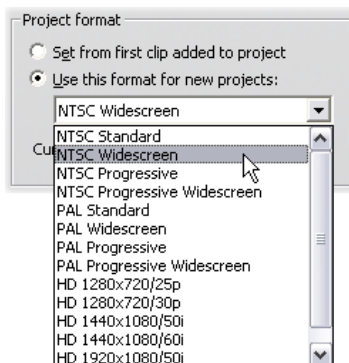 Project format
Set from first clip added to project
Use this format for new projects:
NTSC Widescreen
Cu
NTSC Standard
NTSC Widescreen
NTSC Progressive
NTSC Progressive Widescreen
PAL Standard
PAL Widescreen
PAL Progressive
PAL Progressive Widescreen
HD 1280x720/25p
HD 1280x720/30p
HD 1440x1080/50i
HD 1440x1080/60i
HD 1920x1080/50i